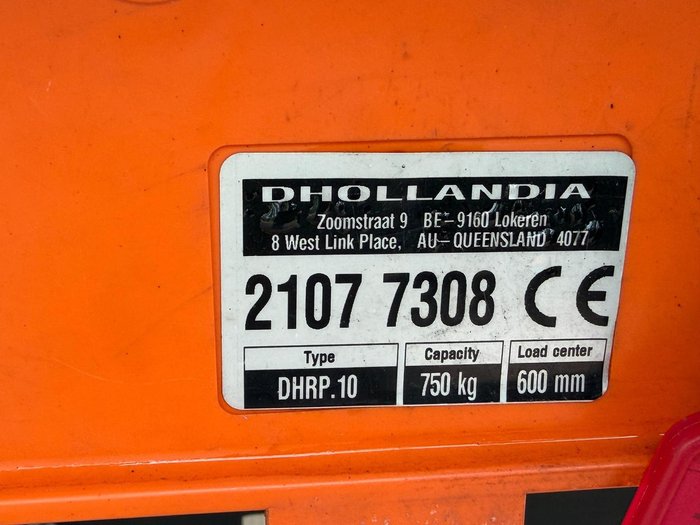 DHOLLANDIA
Zoomstraat 9 BE-9160 Lokeren
8 West Link Place, AU-QUEENSLAND 4077
2107 7308 CE
Type Capacity Load center
DHRP.10 750 kg 600 mm